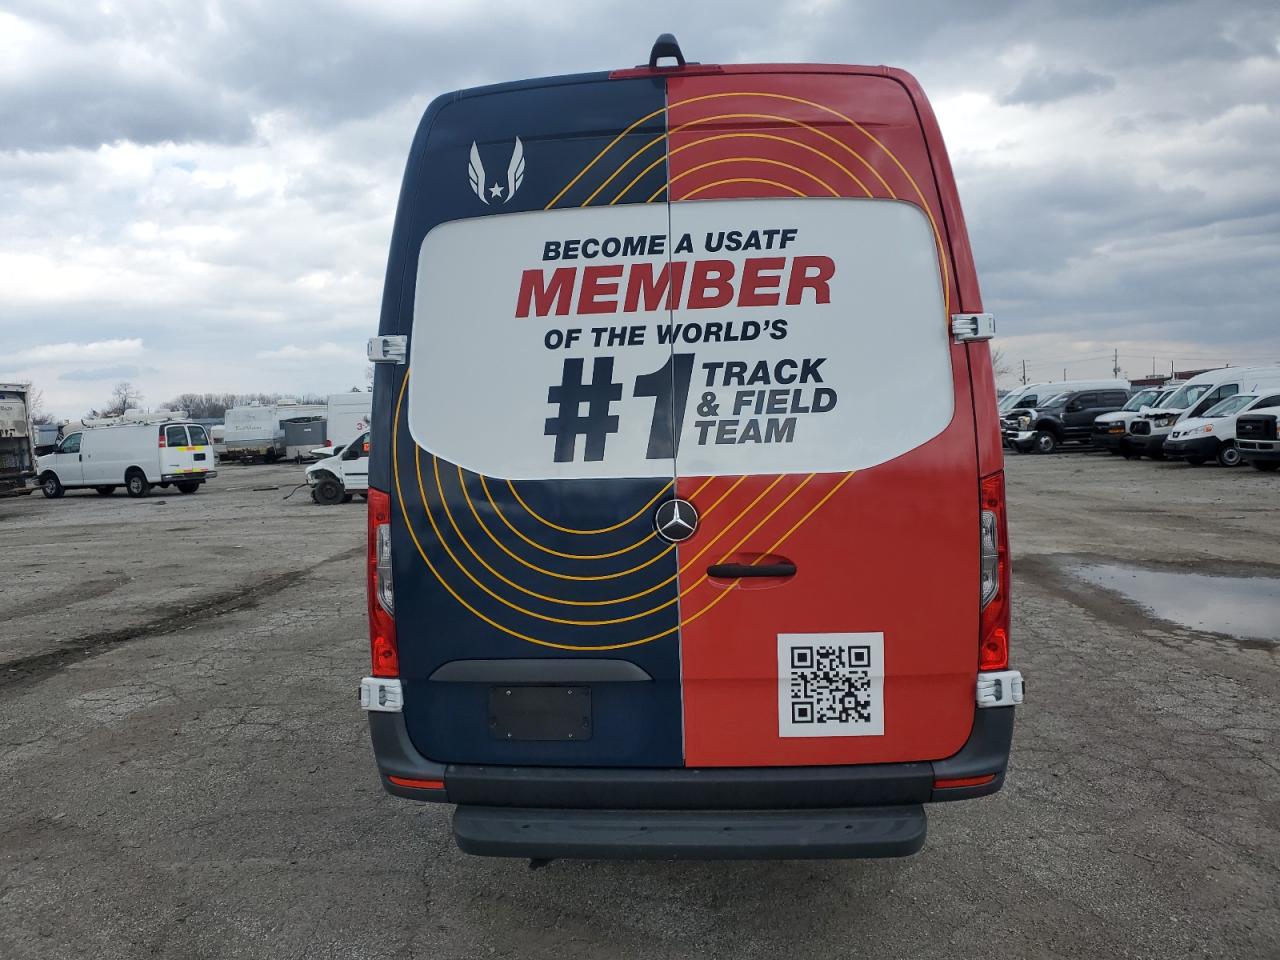 BECOME A USATF
MEMBER
OF THE WORLD'S
#1 TRACK
& FIELD
TEAM